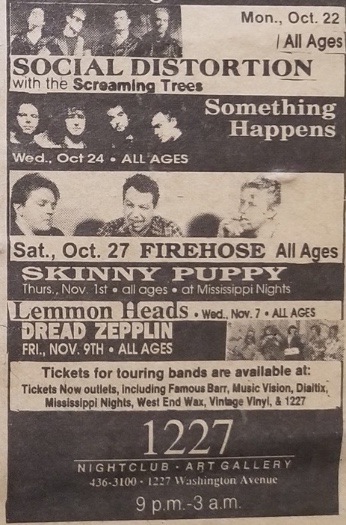 Mon., Oct. 22
All Ages
SOCIAL DISTORTION
with the Screaming Trees
Something
Happens
Wed., Oct 24 • ALL AGES
Sat., Oct. 27 FIREHOSE All Ages
SKINNY PUPPY
Thurs., Nov. 1st • all ages • at Mississippi Nights
Lemmon Heads • Wed., Nov. 7 • ALL AGES
DREAD ZEPPLIN
FRI., NOV. 9TH • ALL AGES
Tickets for touring bands are available at:
Tickets Now outlets, including Famous Barr, Music Vision, Dialtix,
Mississippi Nights, West End Wax, Vintage Vinyl, & 1227
1227
NIGHTCLUB • ART GALLERY
436-3100 • 1227 Washington Avenue
9 p.m.-3 a.m.